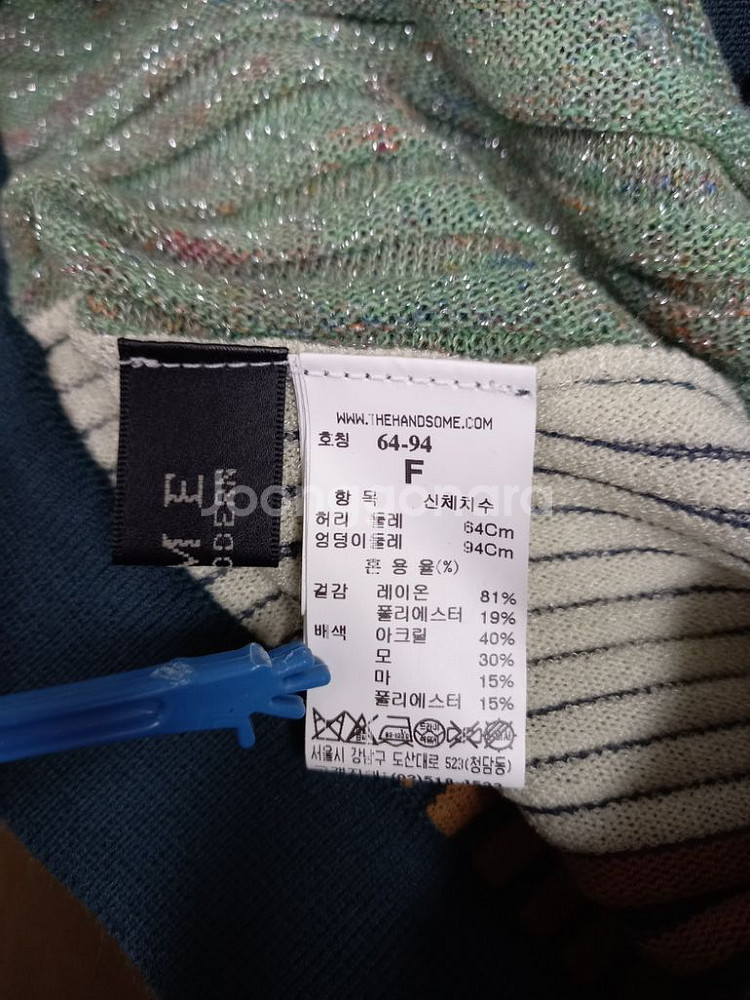 WWW.THEHANDSOME.COM
호칭 64-94
F
항 목 신체치수
허리 둘레 64Cm
엉덩이둘레 94Cm
혼 용 율(%)
겉감 레이온 81%
폴리에스터 19%
배색 아크릴 40%
모 30%
마 15%
폴리에스터 15%
서울시 강남구 도산대로 523(청담동)
joonggonara
M E